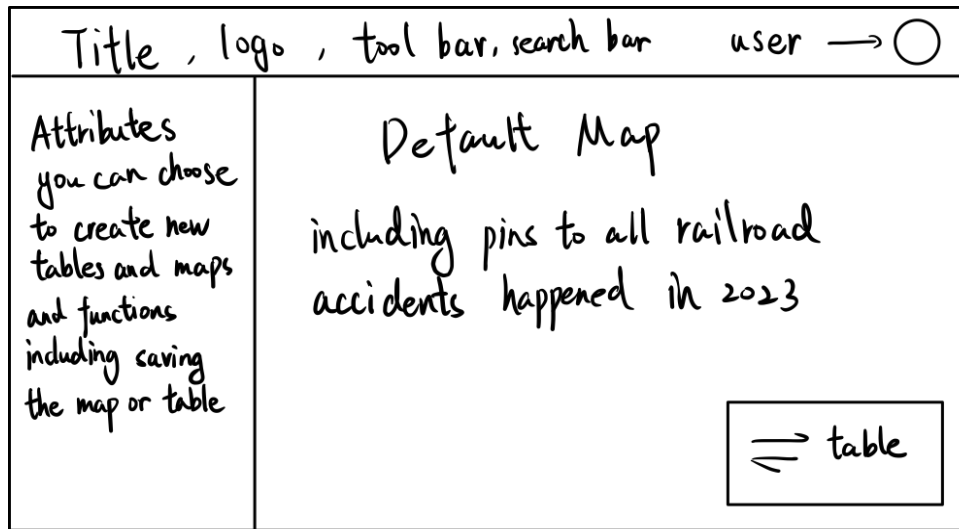 Title, logo, tool bar, search bar user
Attributes
you can choose
to create new
tables and maps
and functions
including saving
the map or table
Default Map
including pins to all railroad
accidents happened in 2023
table